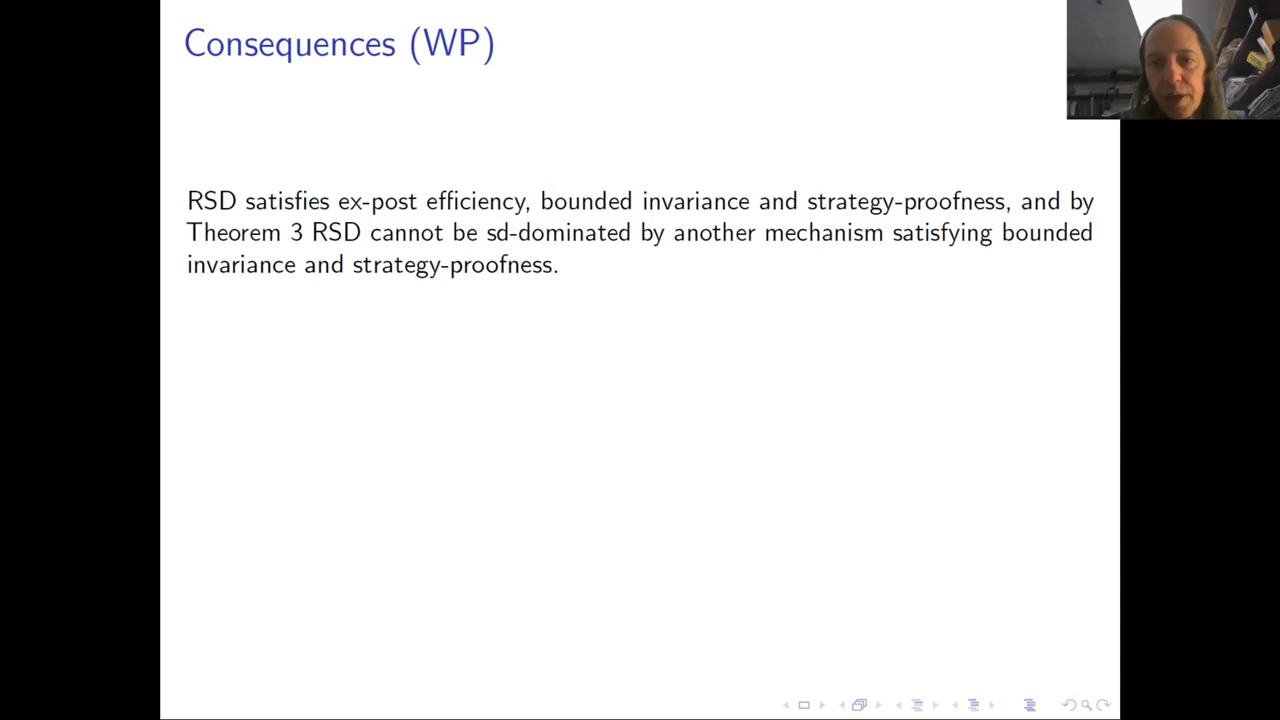 Consequences (WP)
RSD satisfies ex-post efficiency, bounded invariance and strategy-proofness, and by
Theorem 3 RSD cannot be sd-dominated by another mechanism satisfying bounded
invariance and strategy-proofness.